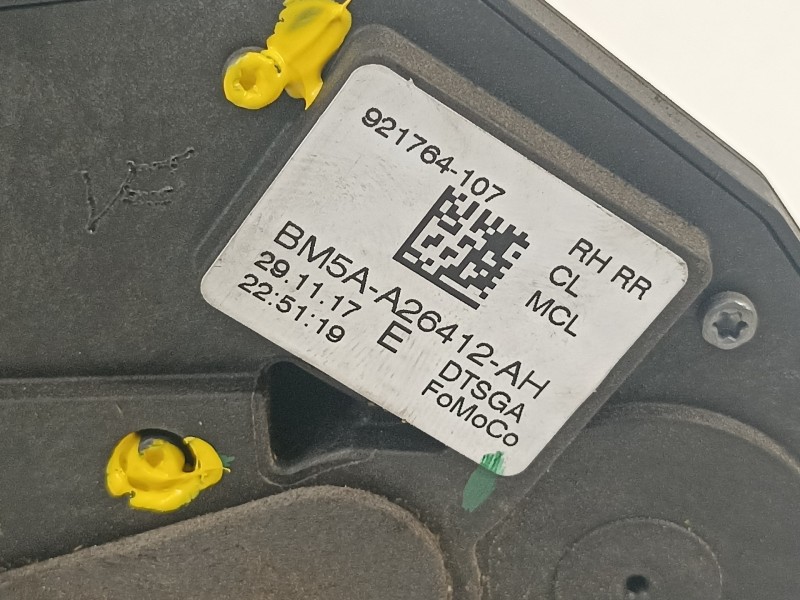 921764-107
RH RR
CL
MCL
BM5A-A26412-AH
29.11.17 E DTSGA
22:51:19 FoMoCo